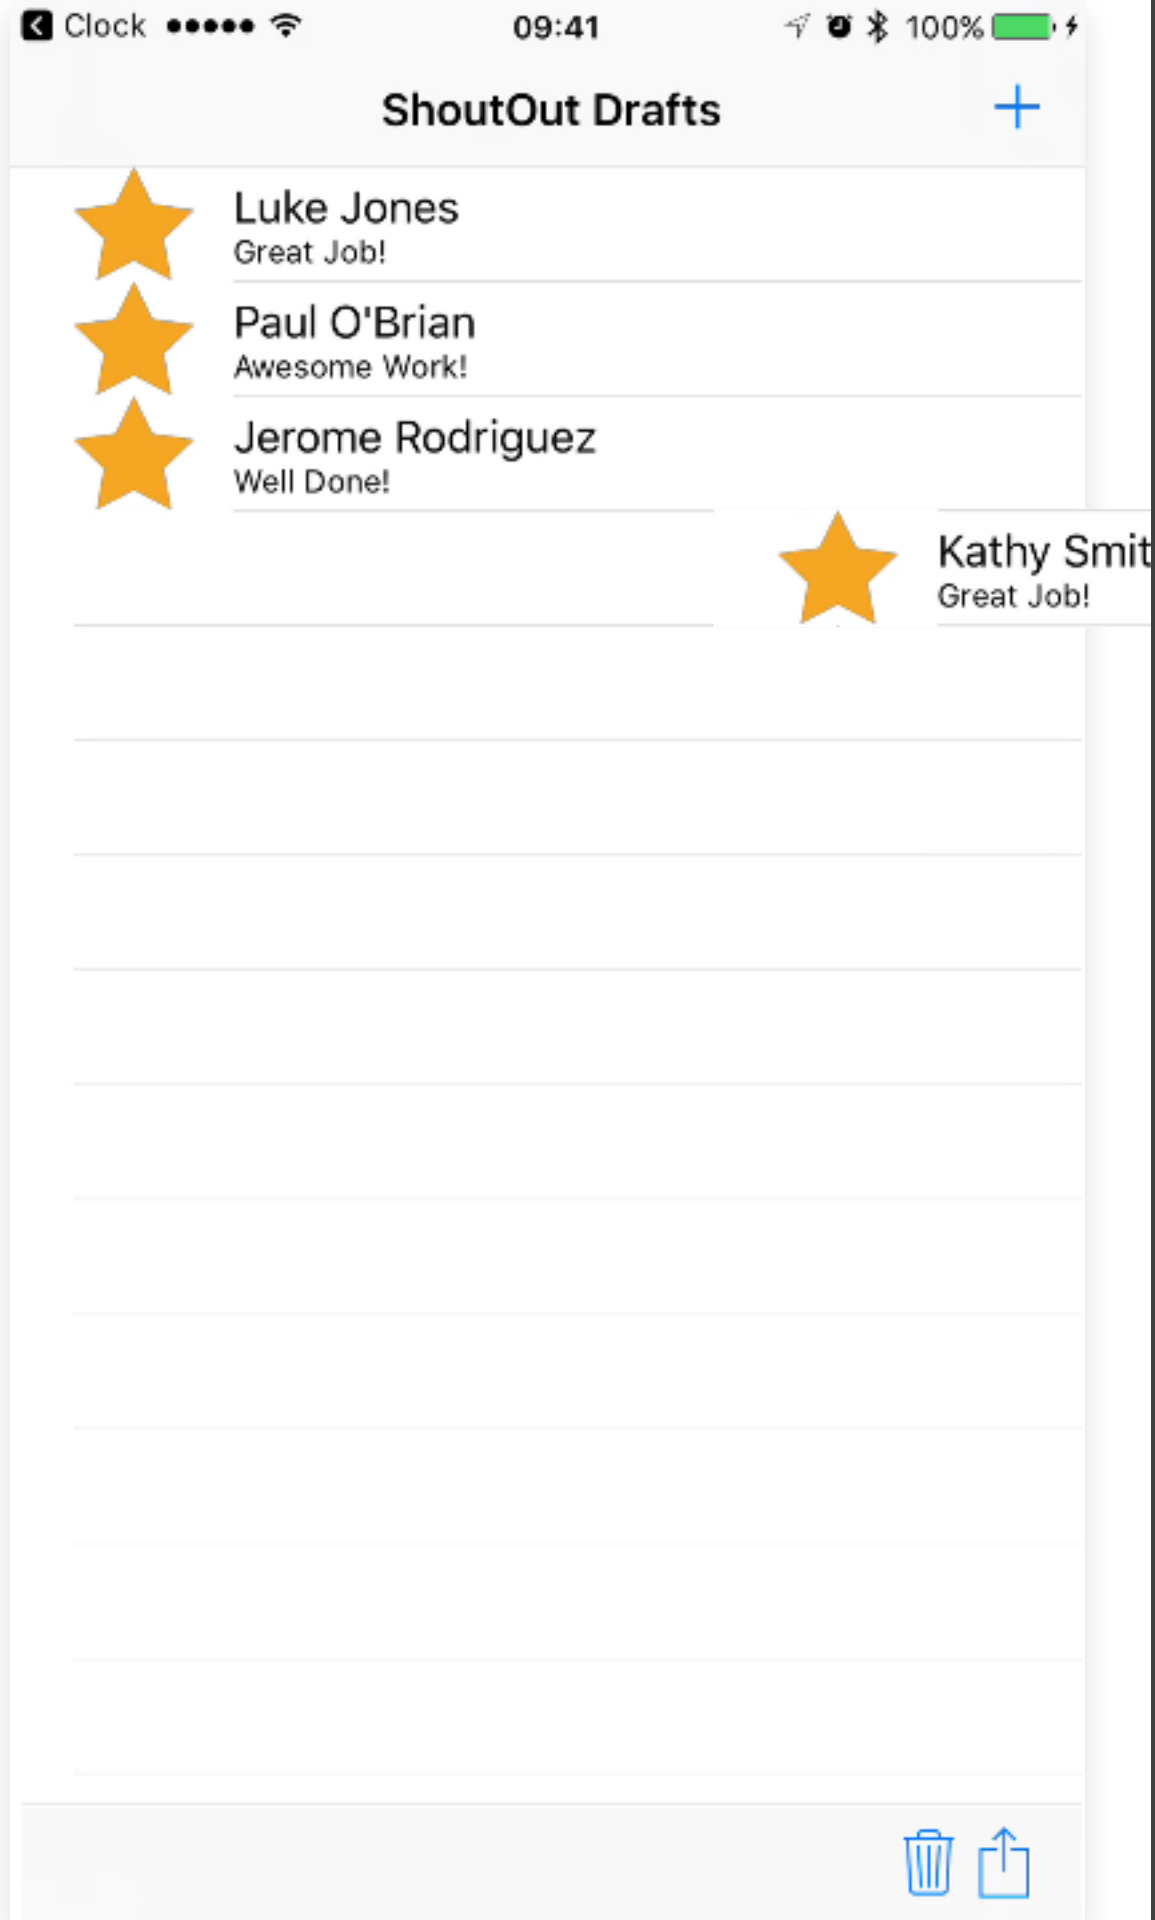 Clock 09:41 100%
ShoutOut Drafts
Luke Jones
Great Job!
Paul O'Brian
Awesome Work!
Jerome Rodriguez
Well Done!
Kathy Smit
Great Job!